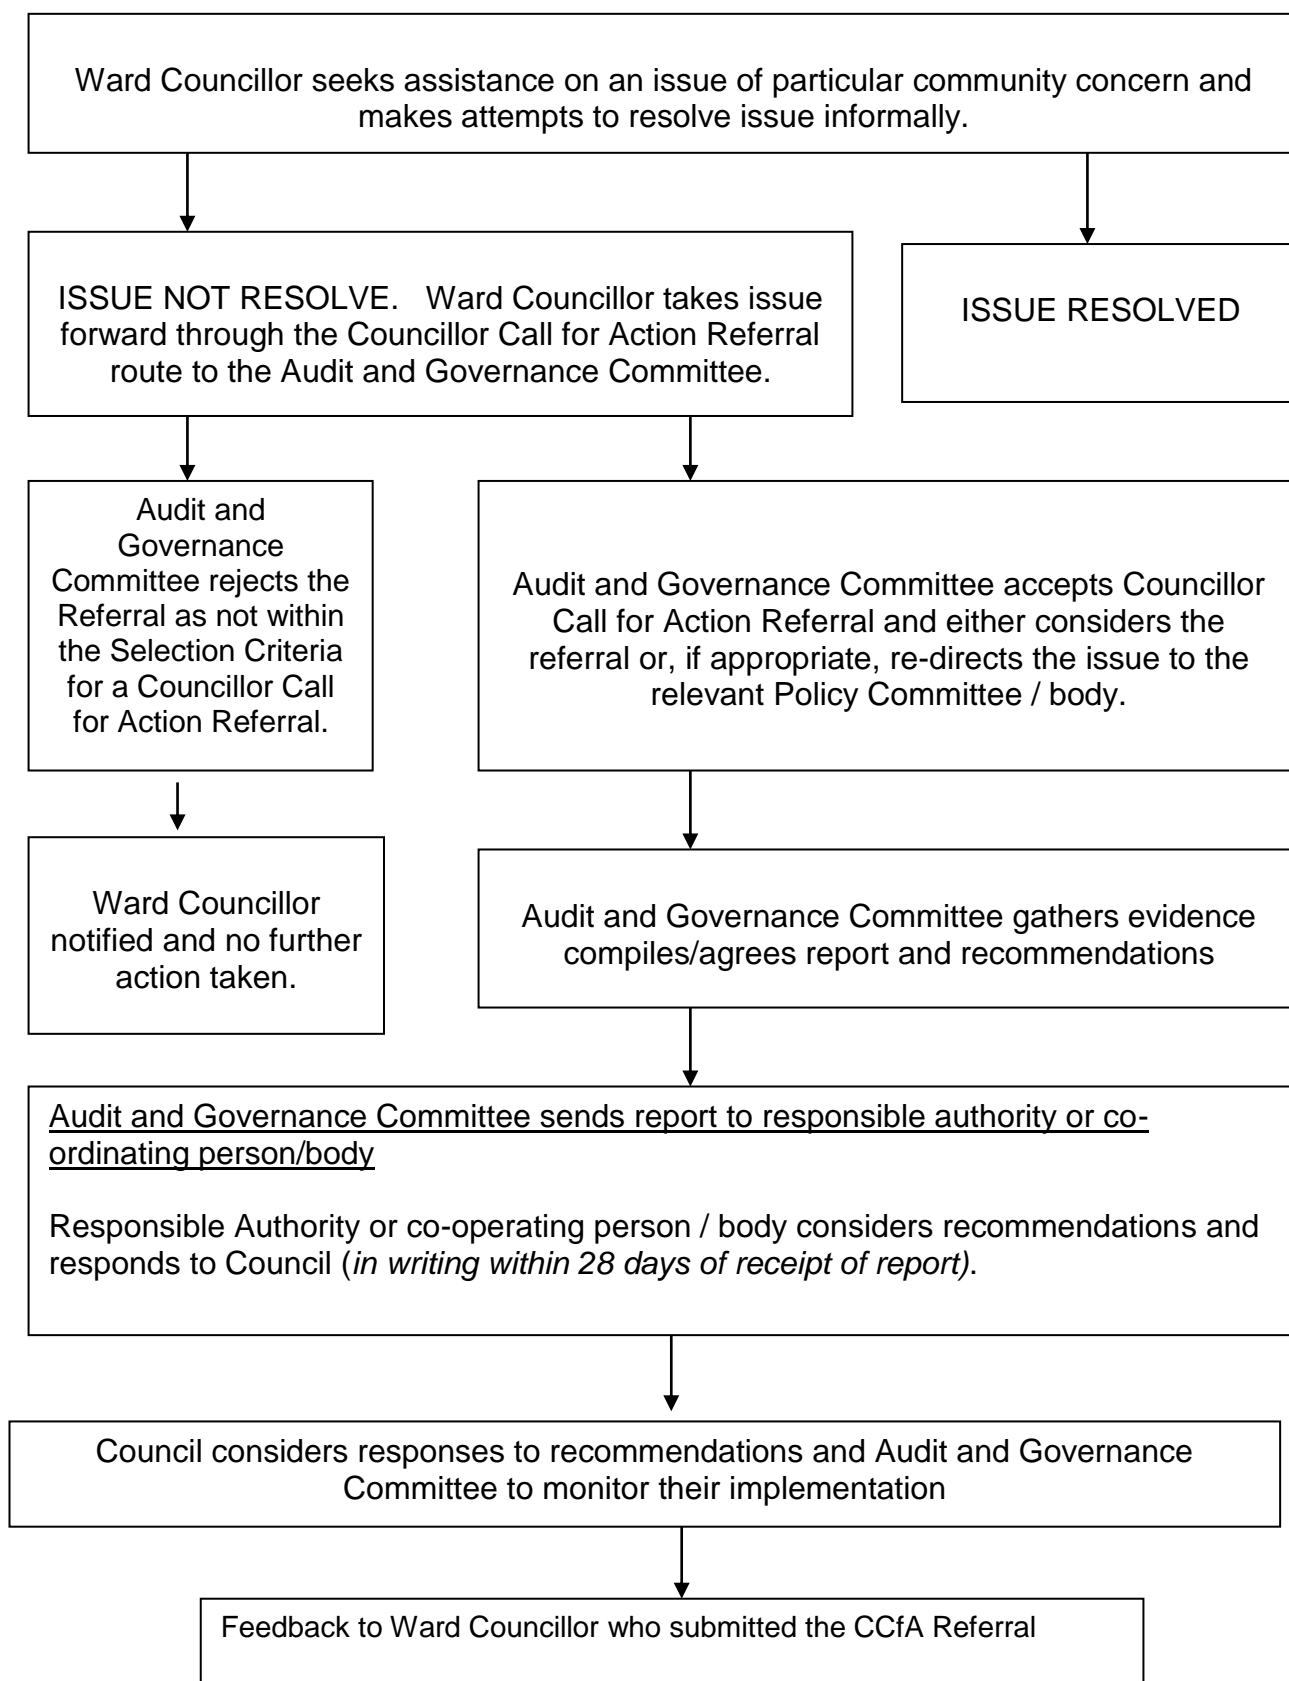 Ward Councillor seeks assistance on an issue of particular community concern and
makes attempts to resolve issue informally.
ISSUE NOT RESOLVE. Ward Councillor takes issue
forward through the Councillor Call for Action Referral
route to the Audit and Governance Committee.
ISSUE RESOLVED
Audit and
Governance
Committee rejects the
Referral as not within
the Selection Criteria
for a Councillor Call
for Action Referral.
Audit and Governance Committee accepts Councillor
Call for Action Referral and either considers the
referral or, if appropriate, re-directs the issue to the
relevant Policy Committee / body.
Ward Councillor
notified and no further
action taken.
Audit and Governance Committee gathers evidence
compiles/agrees report and recommendations
Audit and Governance Committee sends report to responsible authority or co-
ordinating person/body
Responsible Authority or co-operating person / body considers recommendations and
responds to Council (in writing within 28 days of receipt of report).
Council considers responses to recommendations and Audit and Governance
Committee to monitor their implementation
Feedback to Ward Councillor who submitted the CCfA Referral